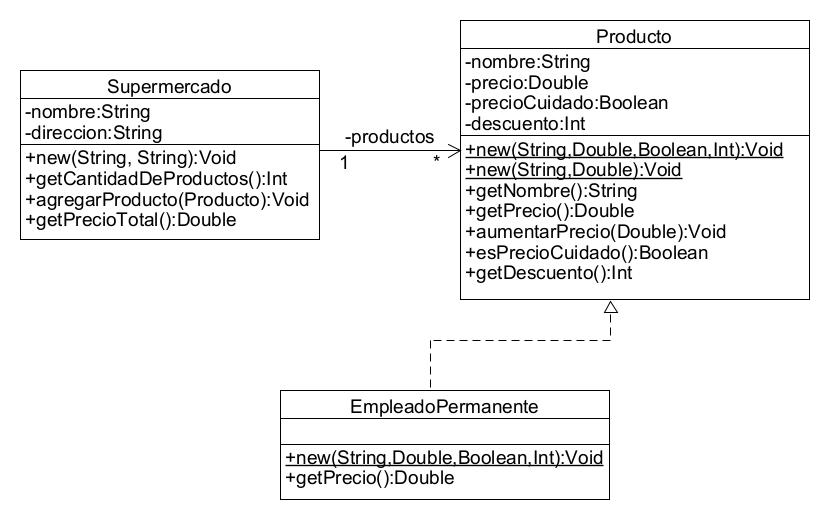 Supermercado
-nombre:String
-direccion:String
+new(String, String):Void
+getCantidadDeProductos():Int
+agregarProducto(Producto):Void
+getPrecioTotal():Double
-productos
1
*
Producto
-nombre:String
-precio:Double
-precioCuidado:Boolean
-descuento:Int
+new(String,Double,Boolean,Int):Void
+new(String,Double):Void
+getNombre():String
+getPrecio():Double
+aumentarPrecio(Double):Void
+esPrecioCuidado():Boolean
+getDescuento():Int
EmpleadoPermanente
+new(String,Double,Boolean,Int):Void
+getPrecio():Double